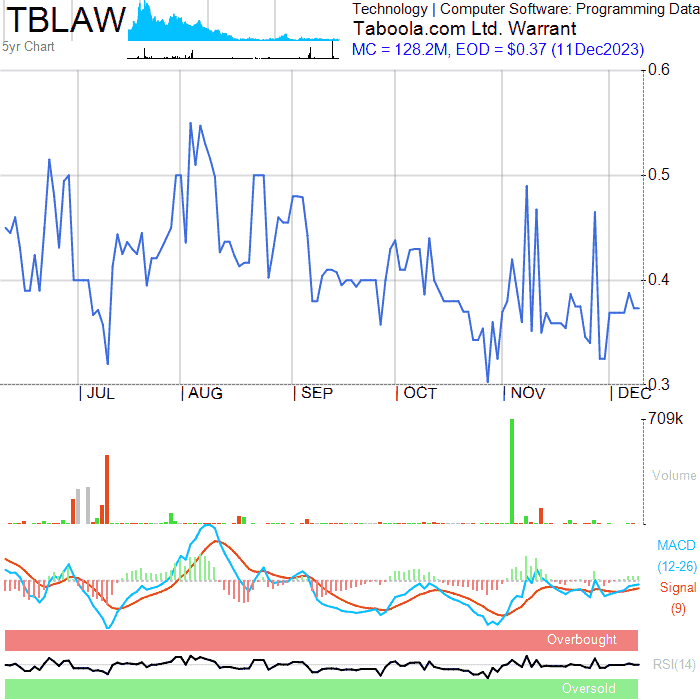 TBLAW
5yr Chart
Technology | Computer Software: Programming Data
Taboola.com Ltd. Warrant
MC = 128.2M, EOD = $0.37 (11Dec2023)
0.6
0.5
0.4
0.3
JUL AUG SEP OCT NOV DEC
709k
Volume
MACD
(12-26)
Signal
(9)
Overbought
RSI(14)
Oversold